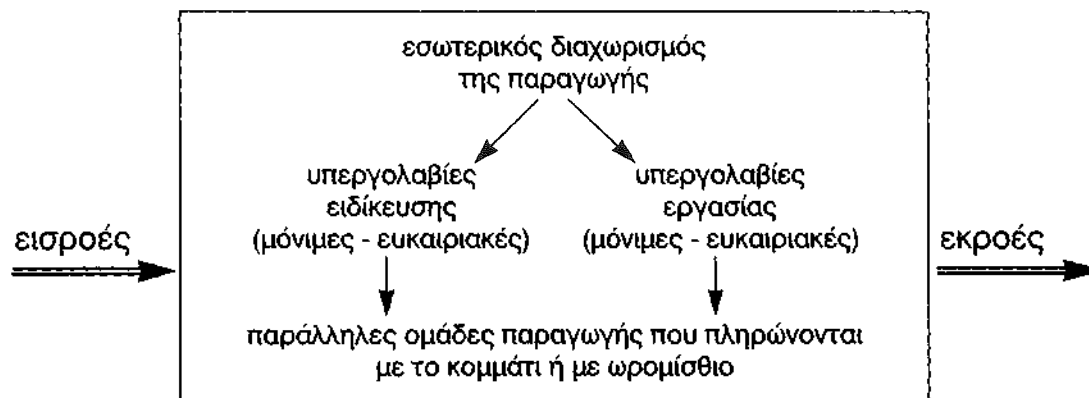 εσωτερικός διαχωρισμός
της παραγωγής
υπεργολαβίες
ειδίκευσης
(μόνιμες - ευκαιριακές)
υπεργολαβίες
εργασίας
(μόνιμες - ευκαιριακές)
εισροές
εκροές
παράλληλες ομάδες παραγωγής που πληρώνονται
με το κομμάτι ή με ωρομίσθιο